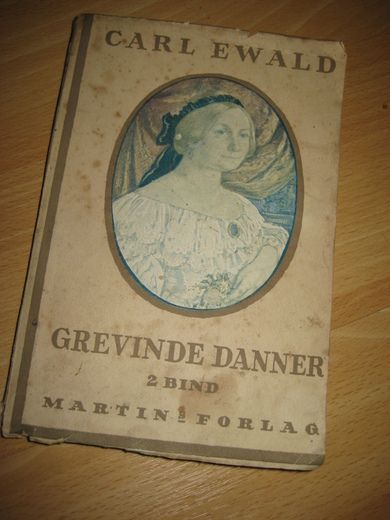 CARL EWALD
GREVINDE DANNER
2 BIND
MARTINS FORLAG